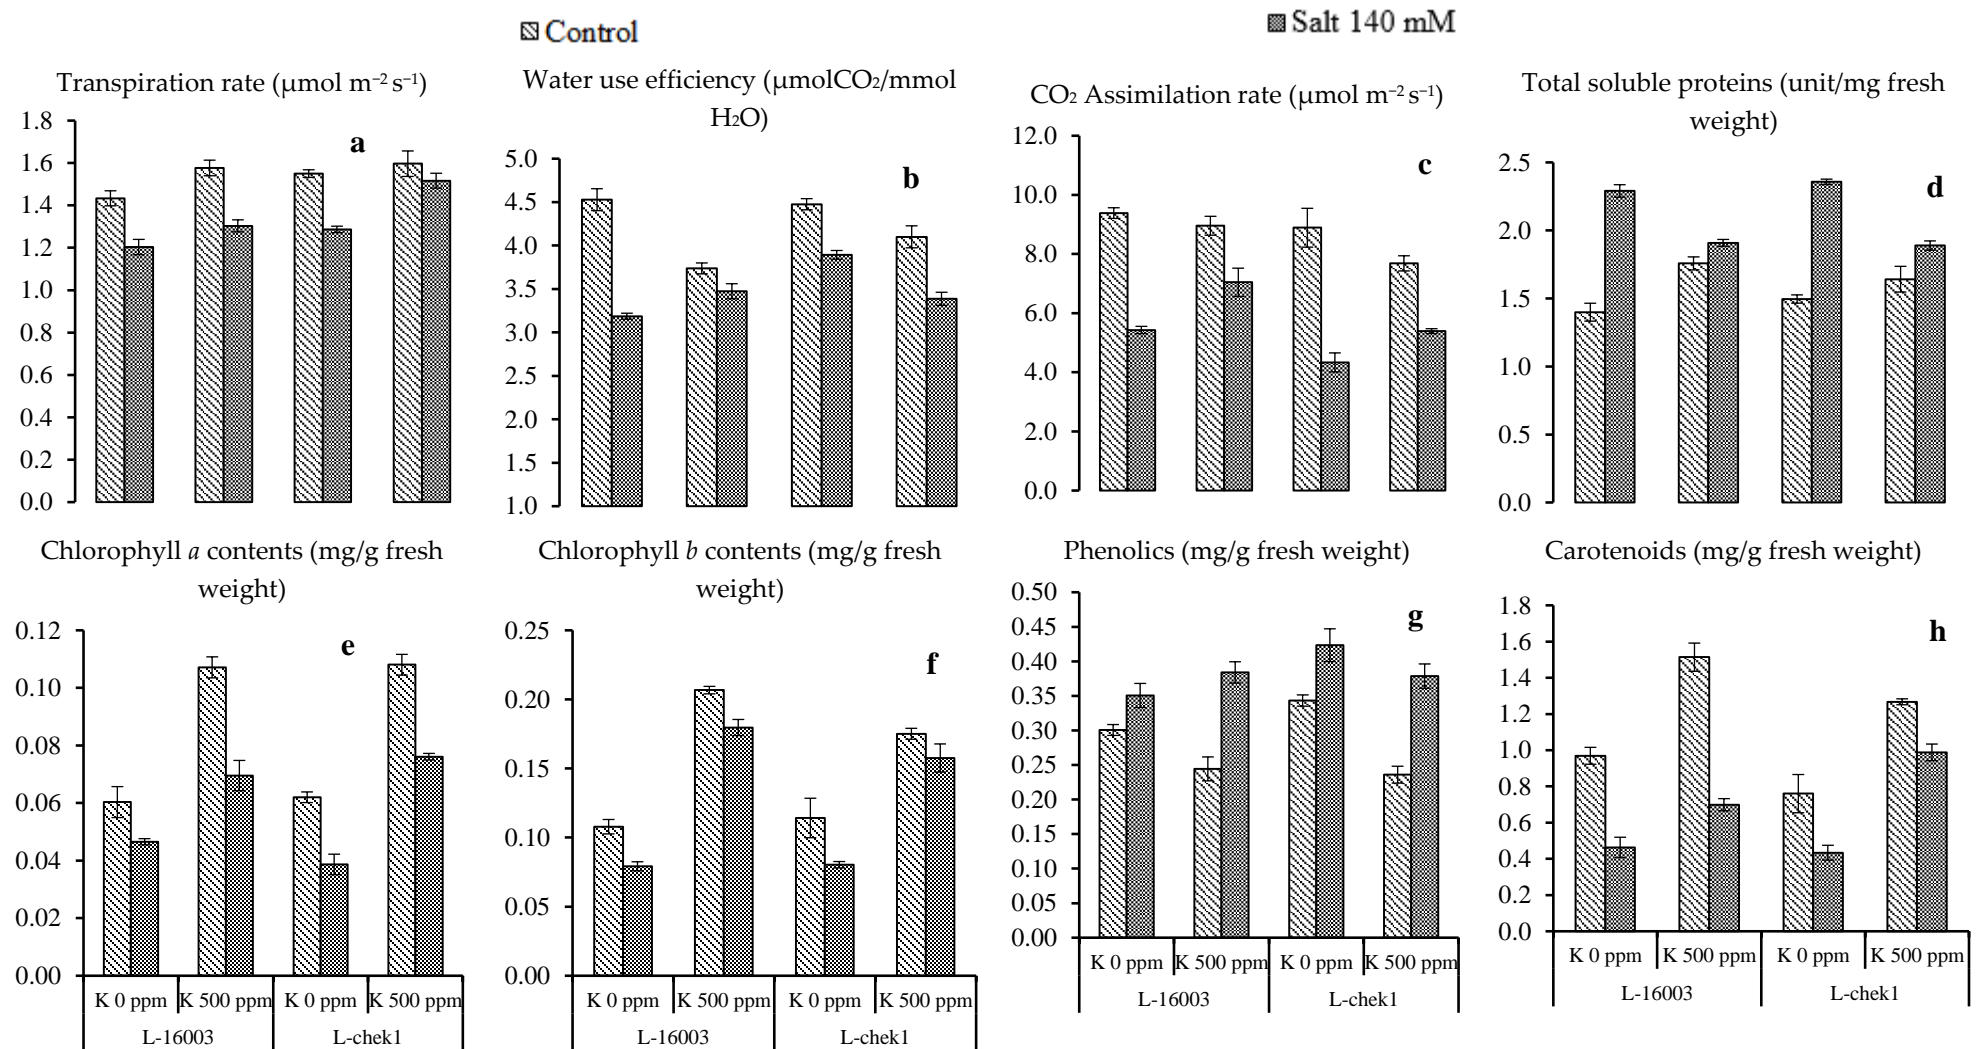 Control
Salt 140 mM
Transpiration rate (µmol m⁻² s⁻¹)
a
1.8
1.6
1.4
1.2
1.0
0.8
0.6
0.4
0.2
0.0
Water use efficiency (µmolCO₂/mmol
H₂O)
b
5.0
4.5
4.0
3.5
3.0
2.5
2.0
1.5
1.0
CO₂ Assimilation rate (µmol m⁻² s⁻¹)
c
12.0
10.0
8.0
6.0
4.0
2.0
0.0
Total soluble proteins (unit/mg fresh
weight)
d
2.5
2.0
1.5
1.0
0.5
0.0
Chlorophyll a contents (mg/g fresh
weight)
e
0.12
0.10
0.08
0.06
0.04
0.02
0.00
K 0 ppm K 500 ppm K 0 ppm K 500 ppm
L-16003 L-chek1
Chlorophyll b contents (mg/g fresh
weight)
f
0.25
0.20
0.15
0.10
0.05
0.00
K 0 ppm K 500 ppm K 0 ppm K 500 ppm
L-16003 L-chek1
Phenolics (mg/g fresh weight)
g
0.50
0.45
0.40
0.35
0.30
0.25
0.20
0.15
0.10
0.05
0.00
K 0 ppm K 500 ppm K 0 ppm K 500 ppm
L-16003 L-chek1
Carotenoids (mg/g fresh weight)
h
1.8
1.6
1.4
1.2
1.0
0.8
0.6
0.4
0.2
0.0
K 0 ppm K 500 ppm K 0 ppm K 500 ppm
L-16003 L-chek1